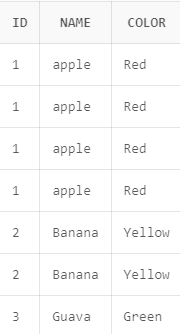 ID NAME COLOR
1 apple Red
1 apple Red
1 apple Red
1 apple Red
2 Banana Yellow
2 Banana Yellow
3 Guava Green